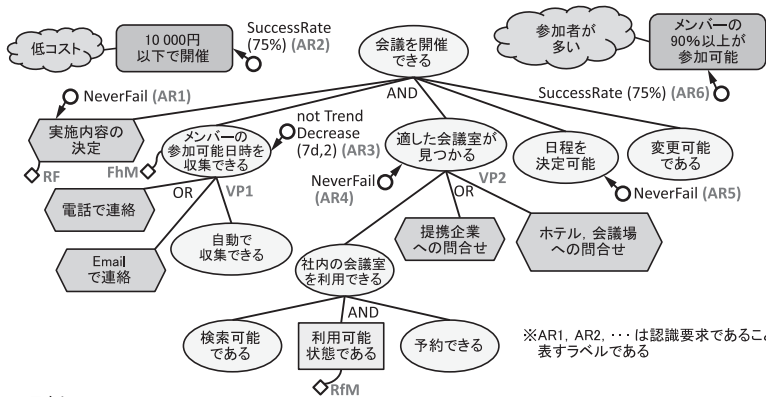 低コスト
10 000円
以下で開催
SuccessRate
(75%) (AR2)
会議を開催
できる
参加者が
多い
メンバーの
90%以上が
参加可能
NeverFail (AR1)
AND
SuccessRate (75%) (AR6)
実施内容の
決定
RF
メンバーの
参加可能日時を
収集できる
FhM
not Trend
Decrease
(7d,2) (AR3)
適した会議室が
見つかる
NeverFail
(AR4)
日程を
決定可能
NeverFail (AR5)
変更可能
である
OR
VP1
VP2
OR
電話で連絡
Email
で連絡
自動で
収集できる
社内の会議室
を利用できる
提携企業
への問合せ
ホテル, 会議場
への問合せ
AND
検索可能
である
利用可能
状態である
予約できる
RfM
※AR1, AR2, ···は認識要求であるこ
表すラベルである